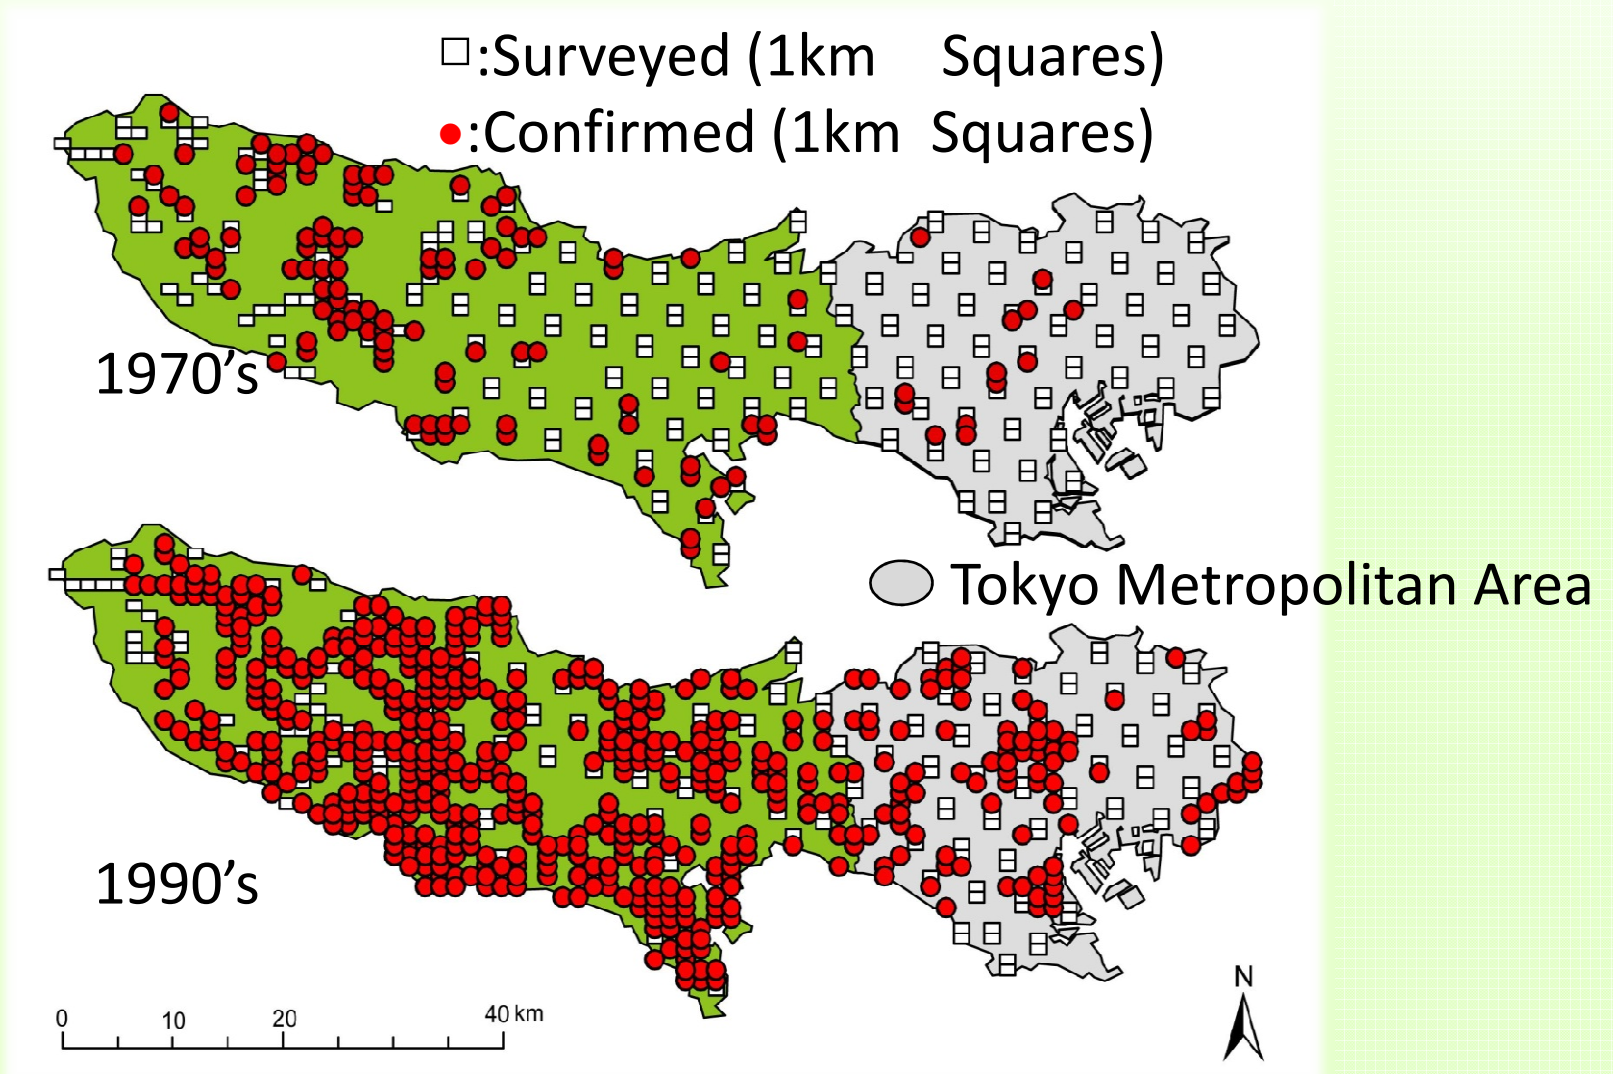 □:Surveyed (1km Squares)
●:Confirmed (1km Squares)
1970’s
Tokyo Metropolitan Area
1990’s
N
0 10 20 40 km